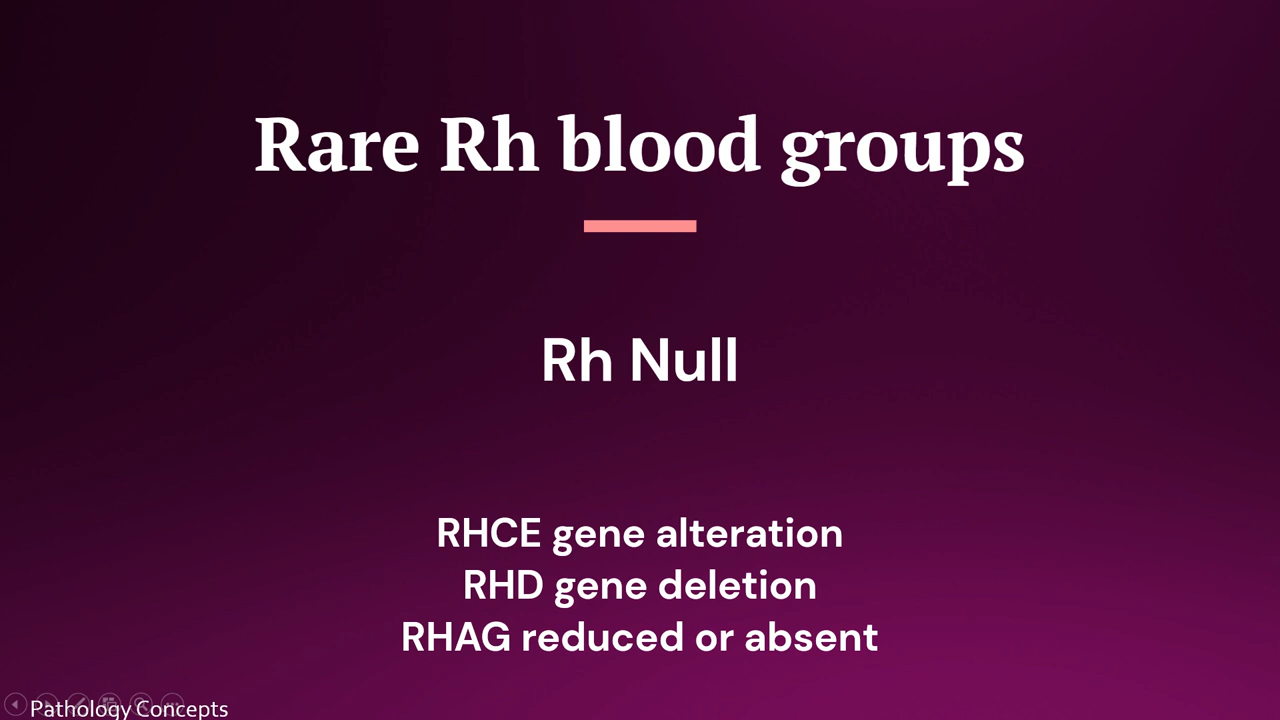 Rare Rh blood groups
Rh Null
RHCE gene alteration
RHD gene deletion
RHAG reduced or absent
Pathology Concepts